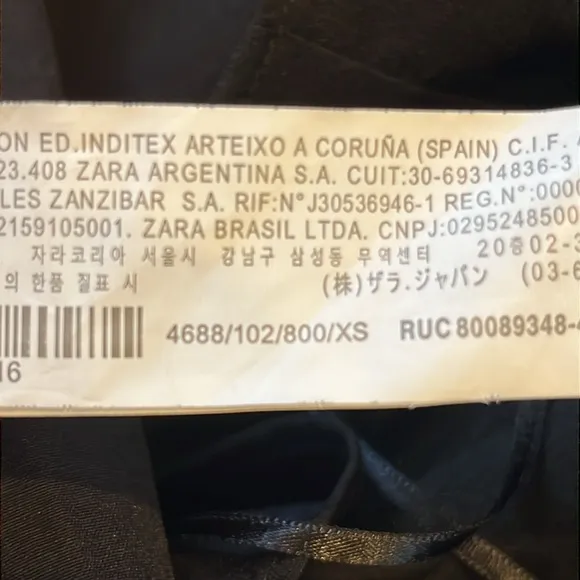 ON ED.INDITEX ARTEIXO A CORUÑA (SPAIN) C.I.F.
23.408 ZARA ARGENTINA S.A. CUIT:30-69314836-3
LES ZANZIBAR S.A. RIF:N°J30536946-1 REG.N°:0000
2159105001. ZARA BRASIL LTDA. CNPJ:0295248500
자라코리아 서울시 강남구 삼성동 무역센터 20층02-3
의 한품 질표 시 (株)ザラ.ジャパン (03-6
4688/102/800/XS RUC 80089348-
16